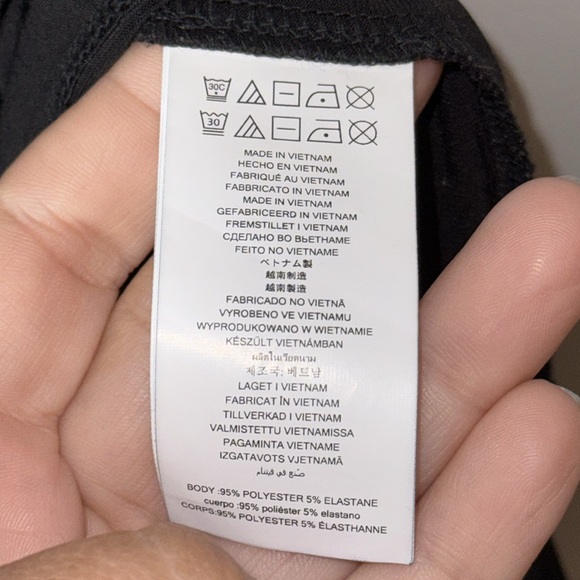 30C
30
MADE IN VIETNAM
HECHO EN VIETNAM
FABRIQUÉ AU VIETNAM
FABBRICATO IN VIETNAM
MADE IN VIETNAM
GEFABRICEERD IN VIETNAM
FREMSTILLET I VIETNAM
СДЕЛАНО ВО ВЬЕТНАМЕ
FEITO NO VIETNAME
ベトナム製
越南制造
越南製造
FABRICADO NO VIETNÃ
VYROBENO VE VIETNAMU
WYPRODUKOWANO W WIETNAMIE
KÉSZÜLT VIETNÁMBAN
ผลิตในเวียดนาม
제조국: 베트남
LAGET I VIETNAM
FABRICAT ÎN VIETNAM
TILLVERKAD I VIETNAM
VALMISTETTU VIETNAMISSA
PAGAMINTA VIETNAME
IZGATAVOTS VJETNAMĀ
صنع في فيتنام
BODY :95% POLYESTER 5% ELASTANE
cuerpo :95% poliéster 5% elastano
CORPS:95% POLYESTER 5% ÉLASTHANNE